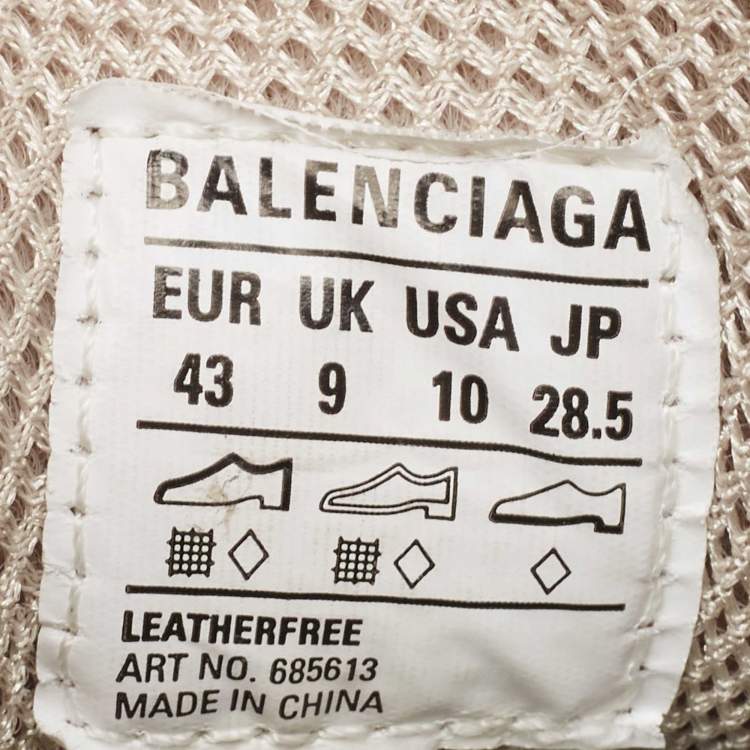 BALENCIAGA
EUR UK USA JP
43 9 10 28.5
LEATHERFREE
ART NO. 685613
MADE IN CHINA